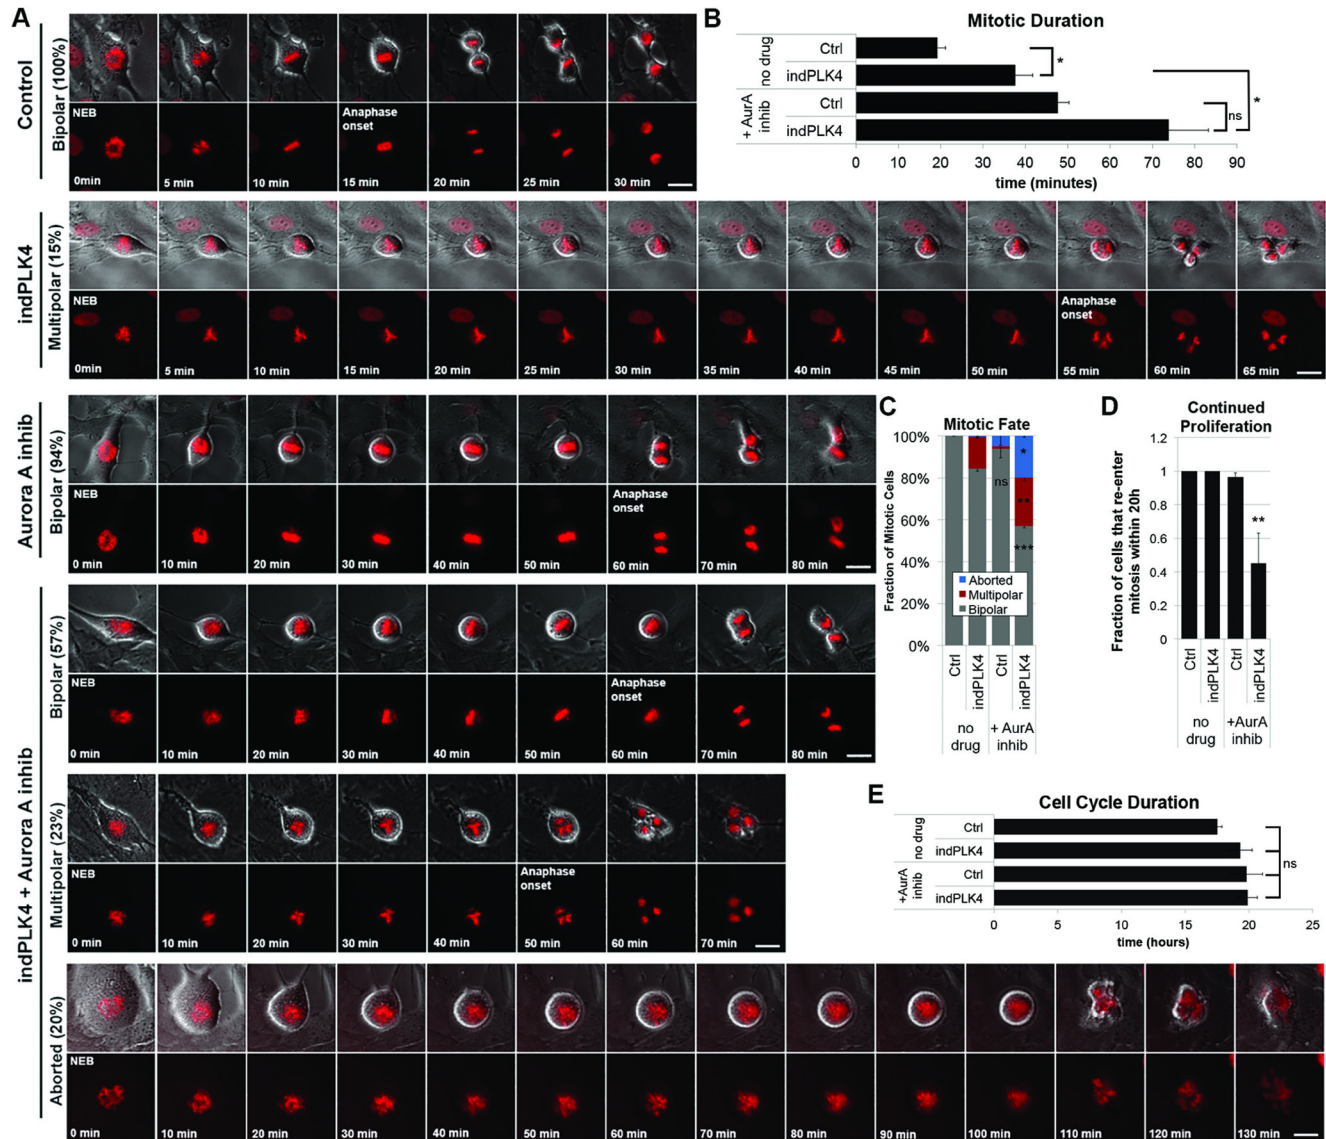 A
Control
Bipolar (100%)
NEB
Anaphase
onset
0min
5 min
10 min
15 min
20 min
25 min
30 min
B
Mitotic Duration
no drug
Ctrl
indPLK4
+ AurA
inhib
Ctrl
indPLK4
*
ns
*
0
10
20
30
40
50
60
70
80
90
time (minutes)
indPLK4
Multipolar (15%)
NEB
Anaphase
onset
0min
5 min
10 min
15 min
20 min
25 min
30 min
35 min
40 min
45 min
50 min
55 min
60 min
65 min
Aurora A inhib
Bipolar (94%)
NEB
Anaphase
onset
0 min
10 min
20 min
30 min
40 min
50 min
60 min
70 min
80 min
C
Mitotic Fate
Fraction of Mitotic Cells
100%
80%
60%
40%
20%
0%
ns
*
**
***
Aborted
Multipolar
Bipolar
Ctrl
indPLK4
Ctrl
indPLK4
no
drug
+ AurA
inhib
D
Continued
Proliferation
Fraction of cells that re-enter
mitosis within 20h
1.2
1
0.8
0.6
0.4
0.2
0
**
Ctrl
indPLK4
Ctrl
indPLK4
no
drug
+AurA
inhib
indPLK4 + Aurora A inhib
Bipolar (57%)
NEB
Anaphase
onset
0 min
10 min
20 min
30 min
40 min
50 min
60 min
70 min
80 min
Multipolar (23%)
NEB
Anaphase
onset
0 min
10 min
20 min
30 min
40 min
50 min
60 min
70 min
E
Cell Cycle Duration
no drug
Ctrl
indPLK4
+AurA
inhib
Ctrl
indPLK4
ns
0
5
10
15
20
25
time (hours)
Aborted (20%)
NEB
0 min
10 min
20 min
30 min
40 min
50 min
60 min
70 min
80 min
90 min
100 min
110 min
120 min
130 min